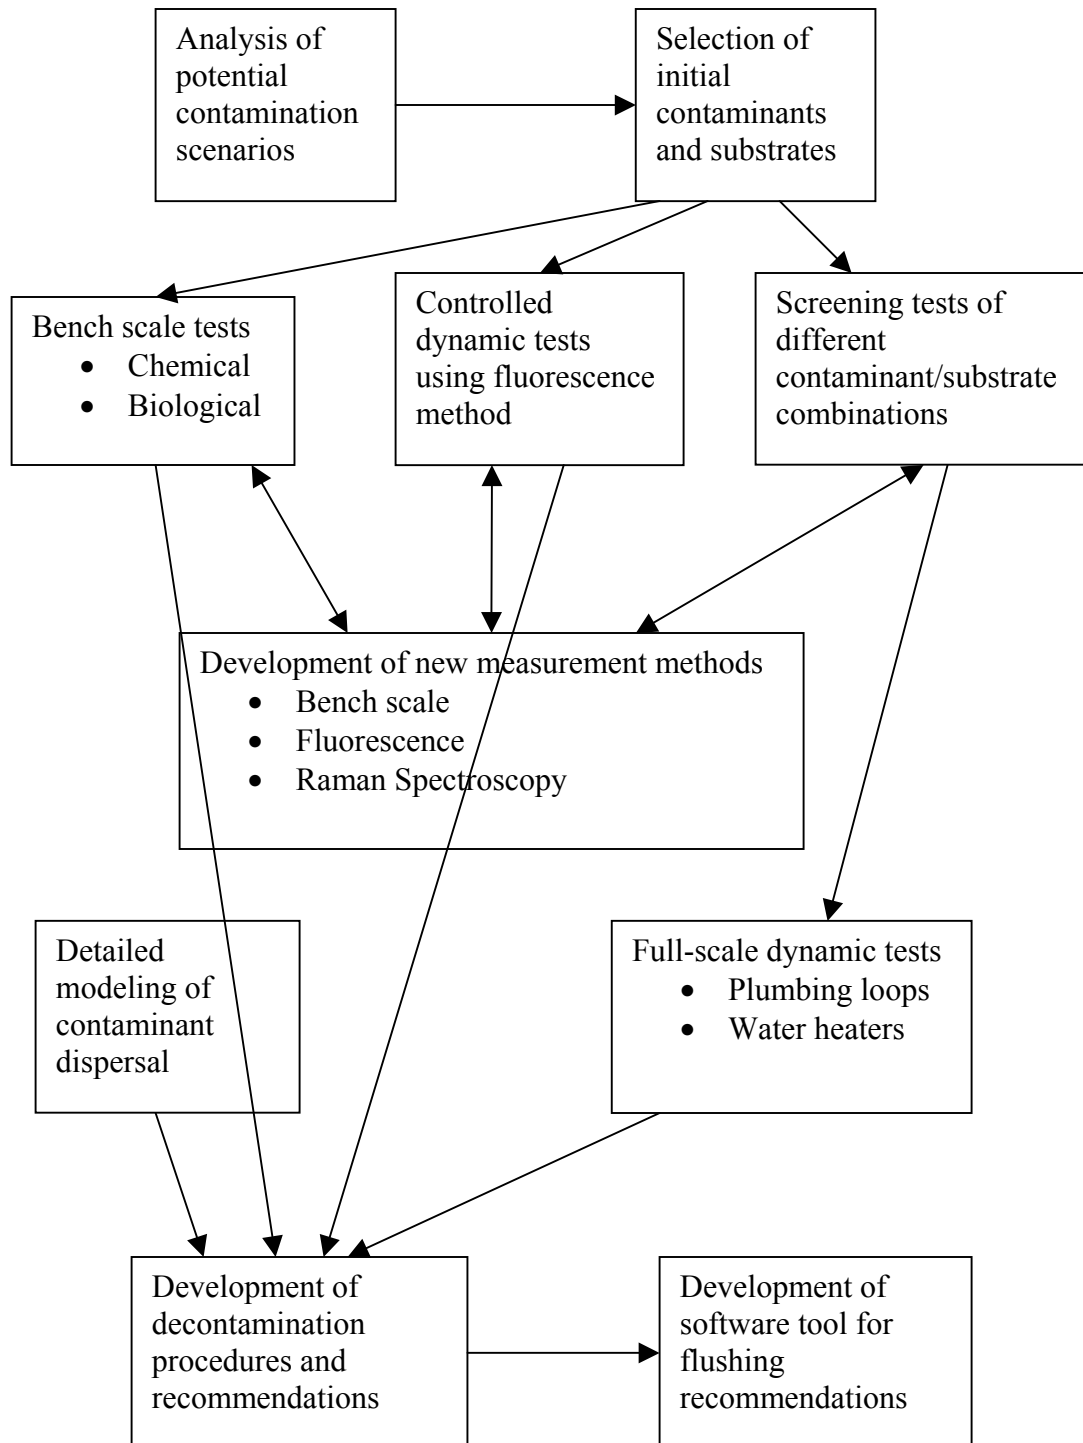 Analysis of
potential
contamination
scenarios
Selection of
initial
contaminants
and substrates
Bench scale tests
• Chemical
• Biological
Controlled
dynamic tests
using fluorescence
method
Screening tests of
different
contaminant/substrate
combinations
Development of new measurement methods
• Bench scale
• Fluorescence
• Raman Spectroscopy
Detailed
modeling of
contaminant
dispersal
Full-scale dynamic tests
• Plumbing loops
• Water heaters
Development of
decontamination
procedures and
recommendations
Development of
software tool for
flushing
recommendations